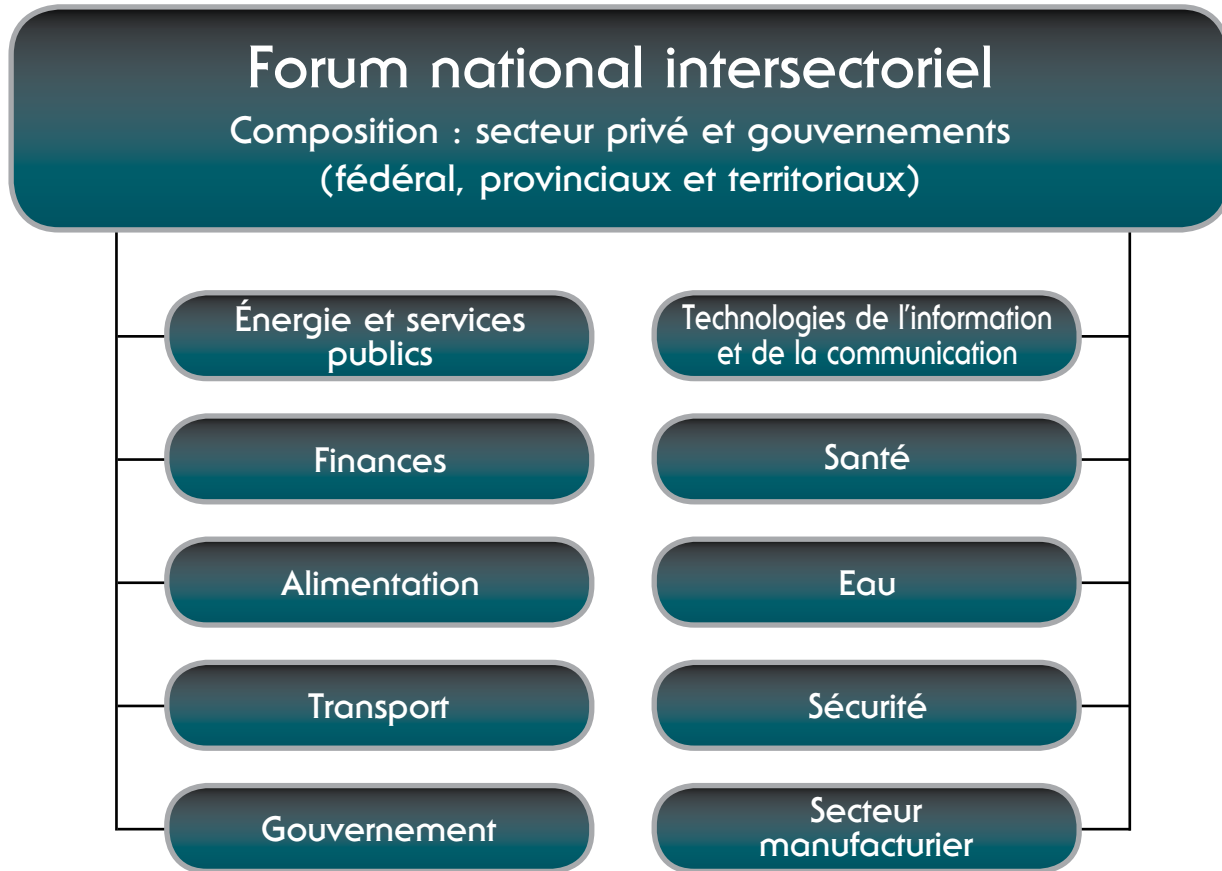 Forum national intersectoriel
Composition : secteur privé et gouvernements
(fédéral, provinciaux et territoriaux)
Énergie et services
publics
Technologies de l'information
et de la communication
Finances
Santé
Alimentation
Eau
Transport
Sécurité
Gouvernement
Secteur
manufacturier